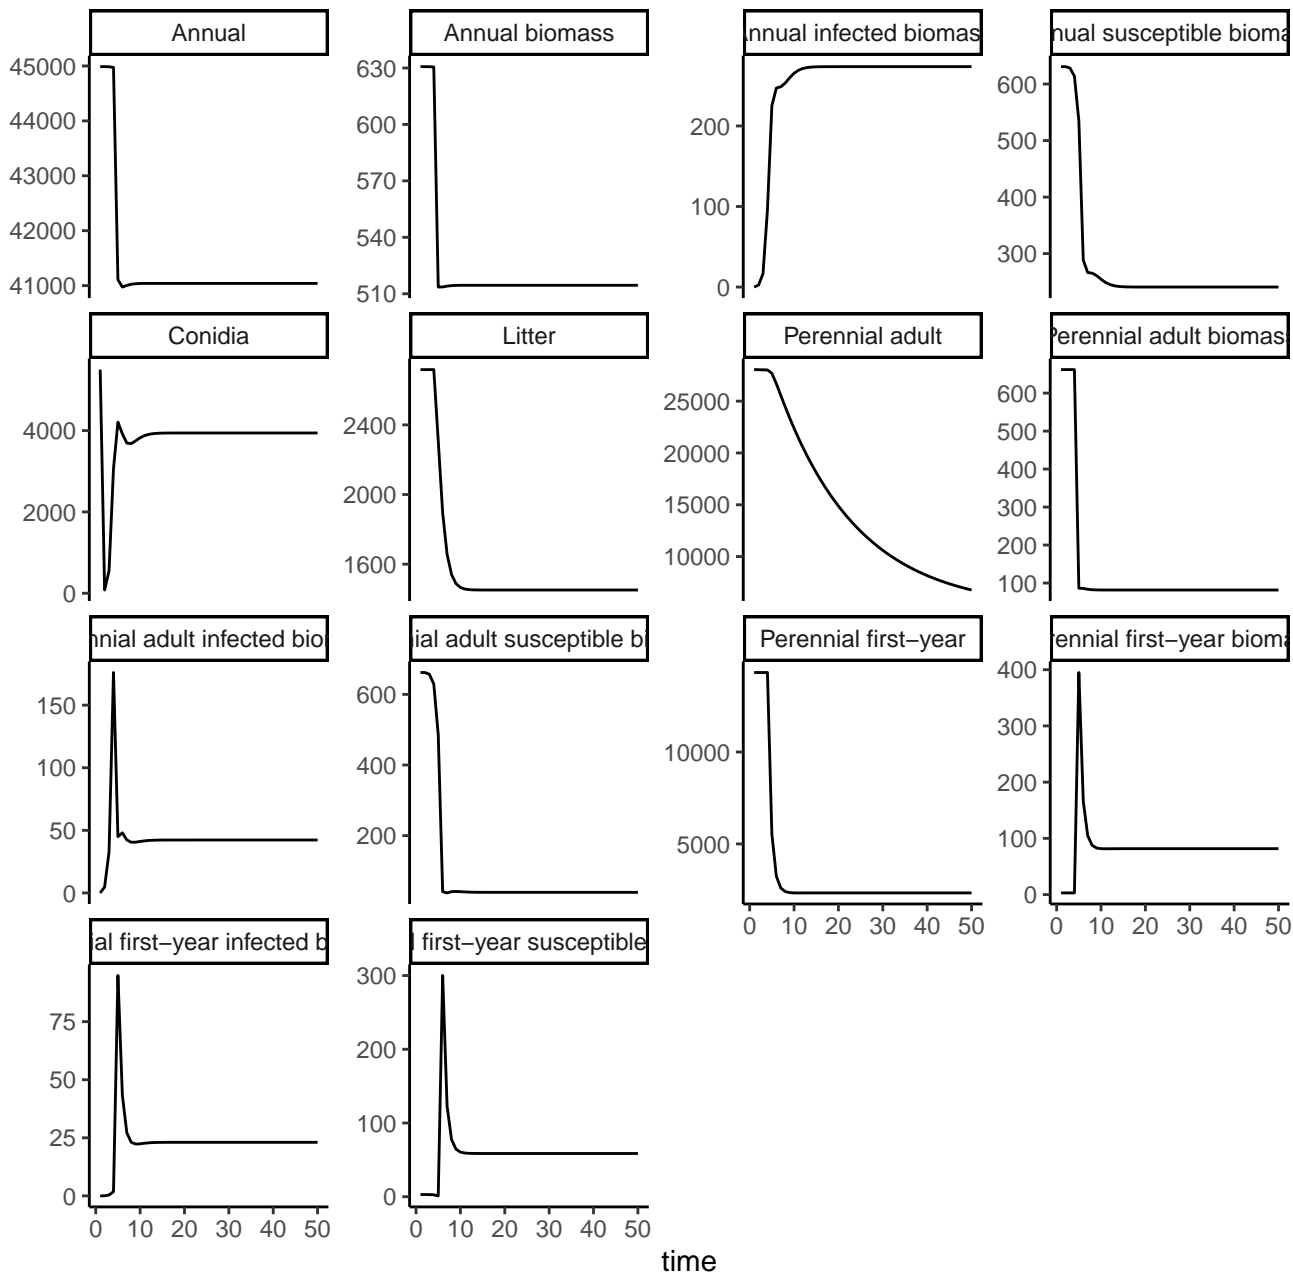 Annual
Annual biomass
Annual infected biomas
nual susceptible bioma
45000
44000
43000
42000
41000
630
600
570
540
510
200
100
0
600
500
400
300
Conidia
Litter
Perennial adult
Perennial adult biomas
4000
2000
0
2400
2000
1600
25000
20000
15000
10000
600
500
400
300
200
100
nnial adult infected bion
nial adult susceptible bi
Perennial first−year
rennial first−year bioma
150
100
50
0
600
400
200
10000
5000
400
300
200
100
0
0 10 20 30 40 50
0 10 20 30 40 50
ial first−year infected b
l first−year susceptible
75
50
25
0
300
200
100
0
0 10 20 30 40 50
0 10 20 30 40 50
time